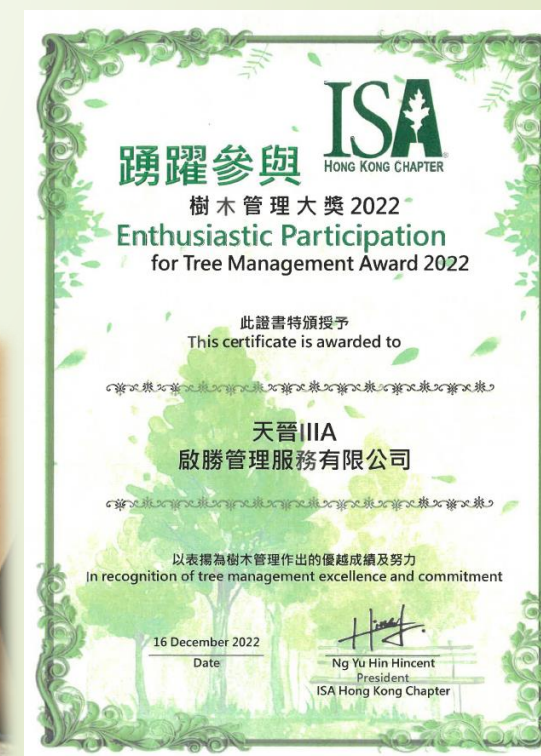 ISA
HONG KONG CHAPTER
踴躍參與
樹木管理大獎 2022
Enthusiastic Participation
for Tree Management Award 2022
此證書特頒授予
This certificate is awarded to
天晉IIIA
啟勝管理服務有限公司
以表揚為樹木管理作出的優越成績及努力
In recognition of tree management excellence and commitment
16 December 2022
Date
Ng Yu Hin Hincent
President
ISA Hong Kong Chapter